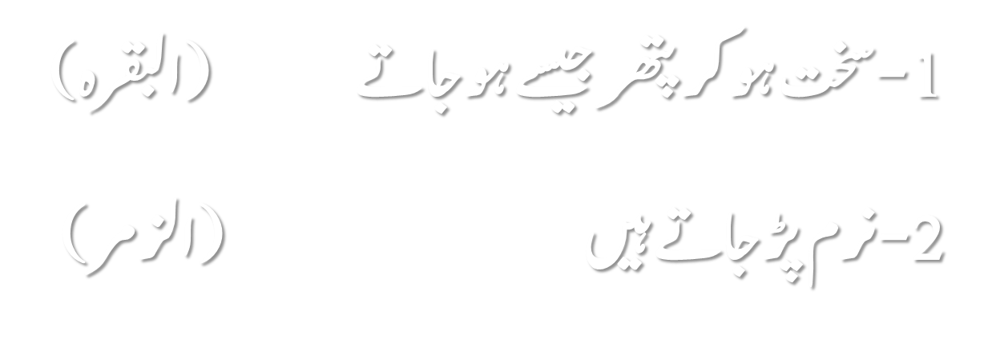 1-سخت ہو کر پتھر جیسے ہو جاتے (البقرہ)
2-نرم پڑ جاتے ہیں (الزمر)